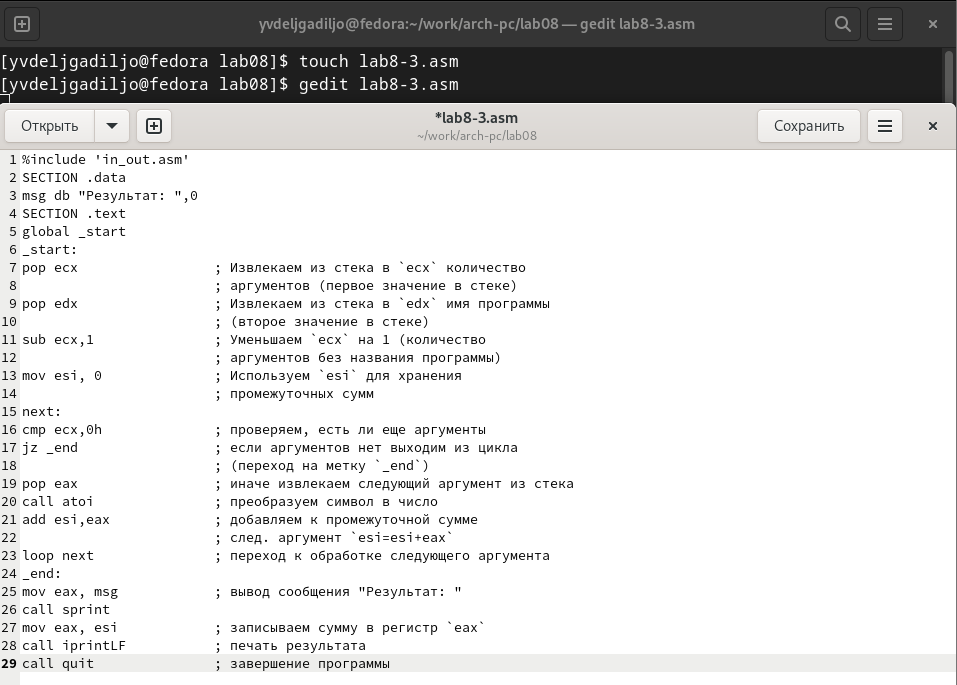 yvdeljgadiljo@fedora:~/work/arch-pc/lab08 — gedit lab8-3.asm
[yvdeljgadiljo@fedora lab08]$ touch lab8-3.asm
[yvdeljgadiljo@fedora lab08]$ gedit lab8-3.asm
Открыть *lab8-3.asm Сохранить
~/work/arch-pc/lab08
1 %include 'in_out.asm'
2 SECTION .data
3 msg db "Результат: ",0
4 SECTION .text
5 global _start
6 _start:
7 pop ecx ; Извлекаем из стека в `ecx` количество
8 ; аргументов (первое значение в стеке)
9 pop edx ; Извлекаем из стека в `edx` имя программы
10 ; (второе значение в стеке)
11 sub ecx,1 ; Уменьшаем `ecx` на 1 (количество
12 ; аргументов без названия программы)
13 mov esi, 0 ; Используем `esi` для хранения
14 ; промежуточных сумм
15 next:
16 cmp ecx,0h ; проверяем, есть ли еще аргументы
17 jz _end ; если аргументов нет выходим из цикла
18 ; (переход на метку `_end`)
19 pop eax ; иначе извлекаем следующий аргумент из стека
20 call atoi ; преобразуем символ в число
21 add esi,eax ; добавляем к промежуточной сумме
22 ; след. аргумент `esi=esi+eax`
23 loop next ; переход к обработке следующего аргумента
24 _end:
25 mov eax, msg ; вывод сообщения "Результат: "
26 call sprint
27 mov eax, esi ; записываем сумму в регистр `eax`
28 call iprintLF ; печать результата
29 call quit ; завершение программы